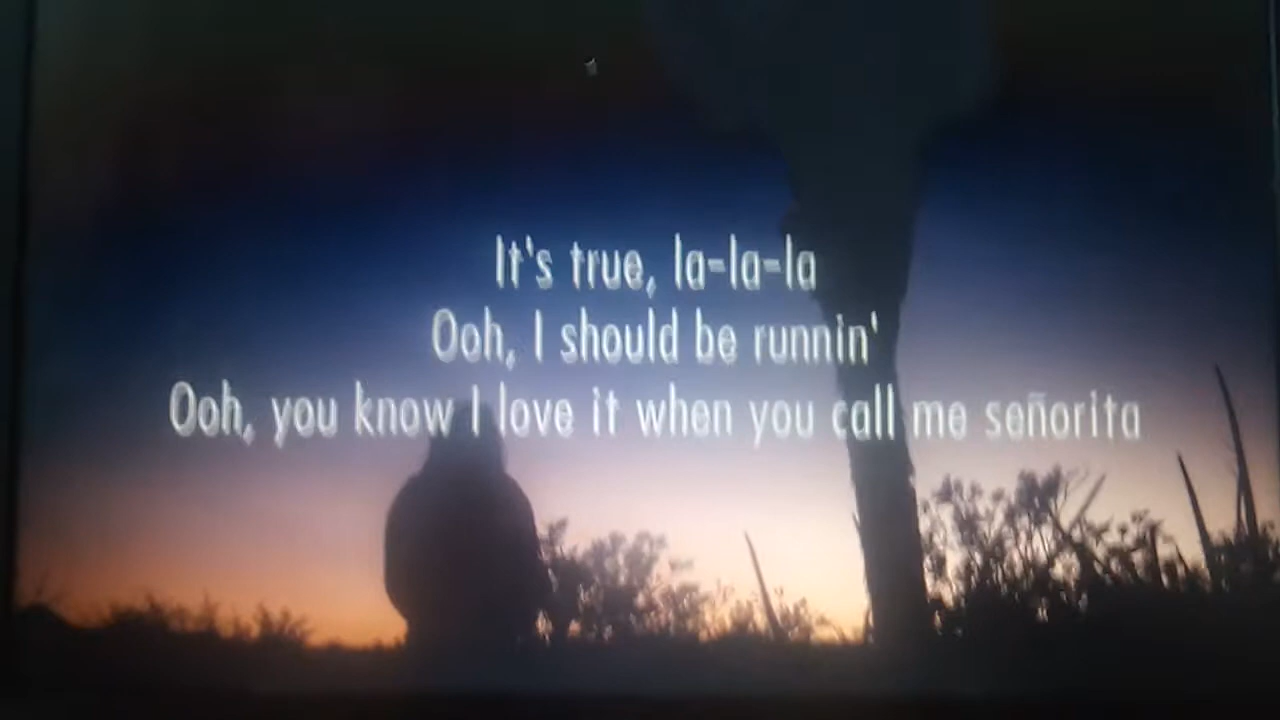 It's true, la-la-la
Ooh, I should be runnin'
Ooh, you know I love it when you call me señorita